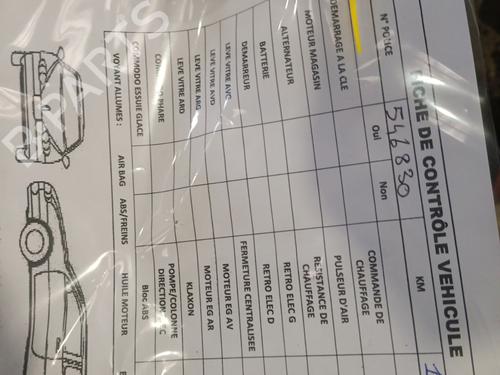 FICHE DE CONTRÔLE VEHICULE
N° POLICE 546830 KM
Oui Non
DEMARRAGE A LA CLE COMMANDE DE CHAUFFAGE
MOTEUR MAGASIN PULSEUR D'AIR
ALTERNATEUR RESISTANCE DE CHAUFFAGE
BATTERIE RETRO ELEC G
DEMARREUR RETRO ELEC D
LEVE VITRE AVG FERMETURE CENTRALISEE
LEVE VITRE AVD MOTEUR EG AV
LEVE VITRE ARG MOTEUR EG AR
LEVE VITRE ARD KLAXON
PHARE POMPE/COLONNE DIRECTION
COMMODO ESSUIE GLACE Bloc ABS
VOYANT ALLUMES : AIR BAG ABS/FREINS HUILE MOTEUR
B-PARTS